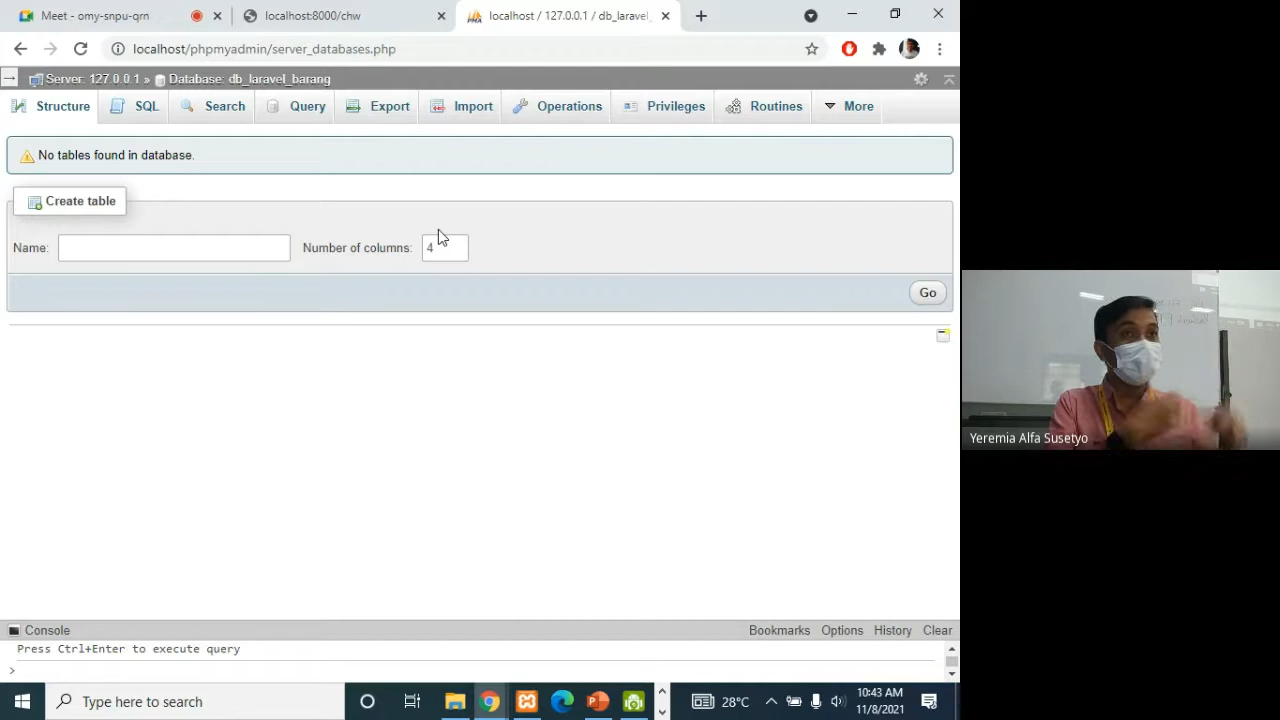 Meet - omy-snpu-qrn
localhost:8000/chw
localhost / 127.0.0.1 / db_laravel_
localhost/phpmyadmin/server_databases.php
Server: 127.0.0.1 » Database: db_laravel_barang
Structure SQL Search Query Export Import Operations Privileges Routines More
No tables found in database.
Create table
Name: Number of columns: 4
Go
Yeremia Alfa Susetyo
Console Bookmarks Options History Clear
Press Ctrl+Enter to execute query
>
Type here to search
28°C
10:43 AM
11/8/2021